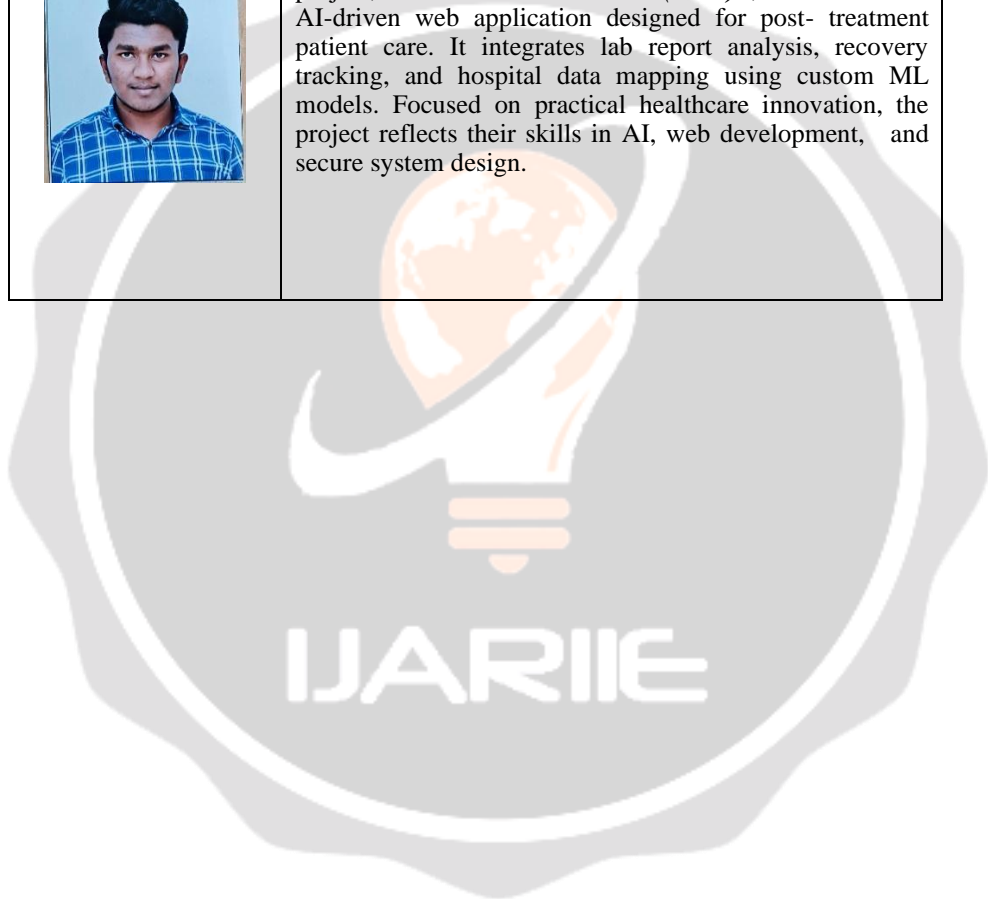 AI-driven web application designed for post- treatment
patient care. It integrates lab report analysis, recovery
tracking, and hospital data mapping using custom ML
models. Focused on practical healthcare innovation, the
project reflects their skills in AI, web development, and
secure system design.
IJARIIE